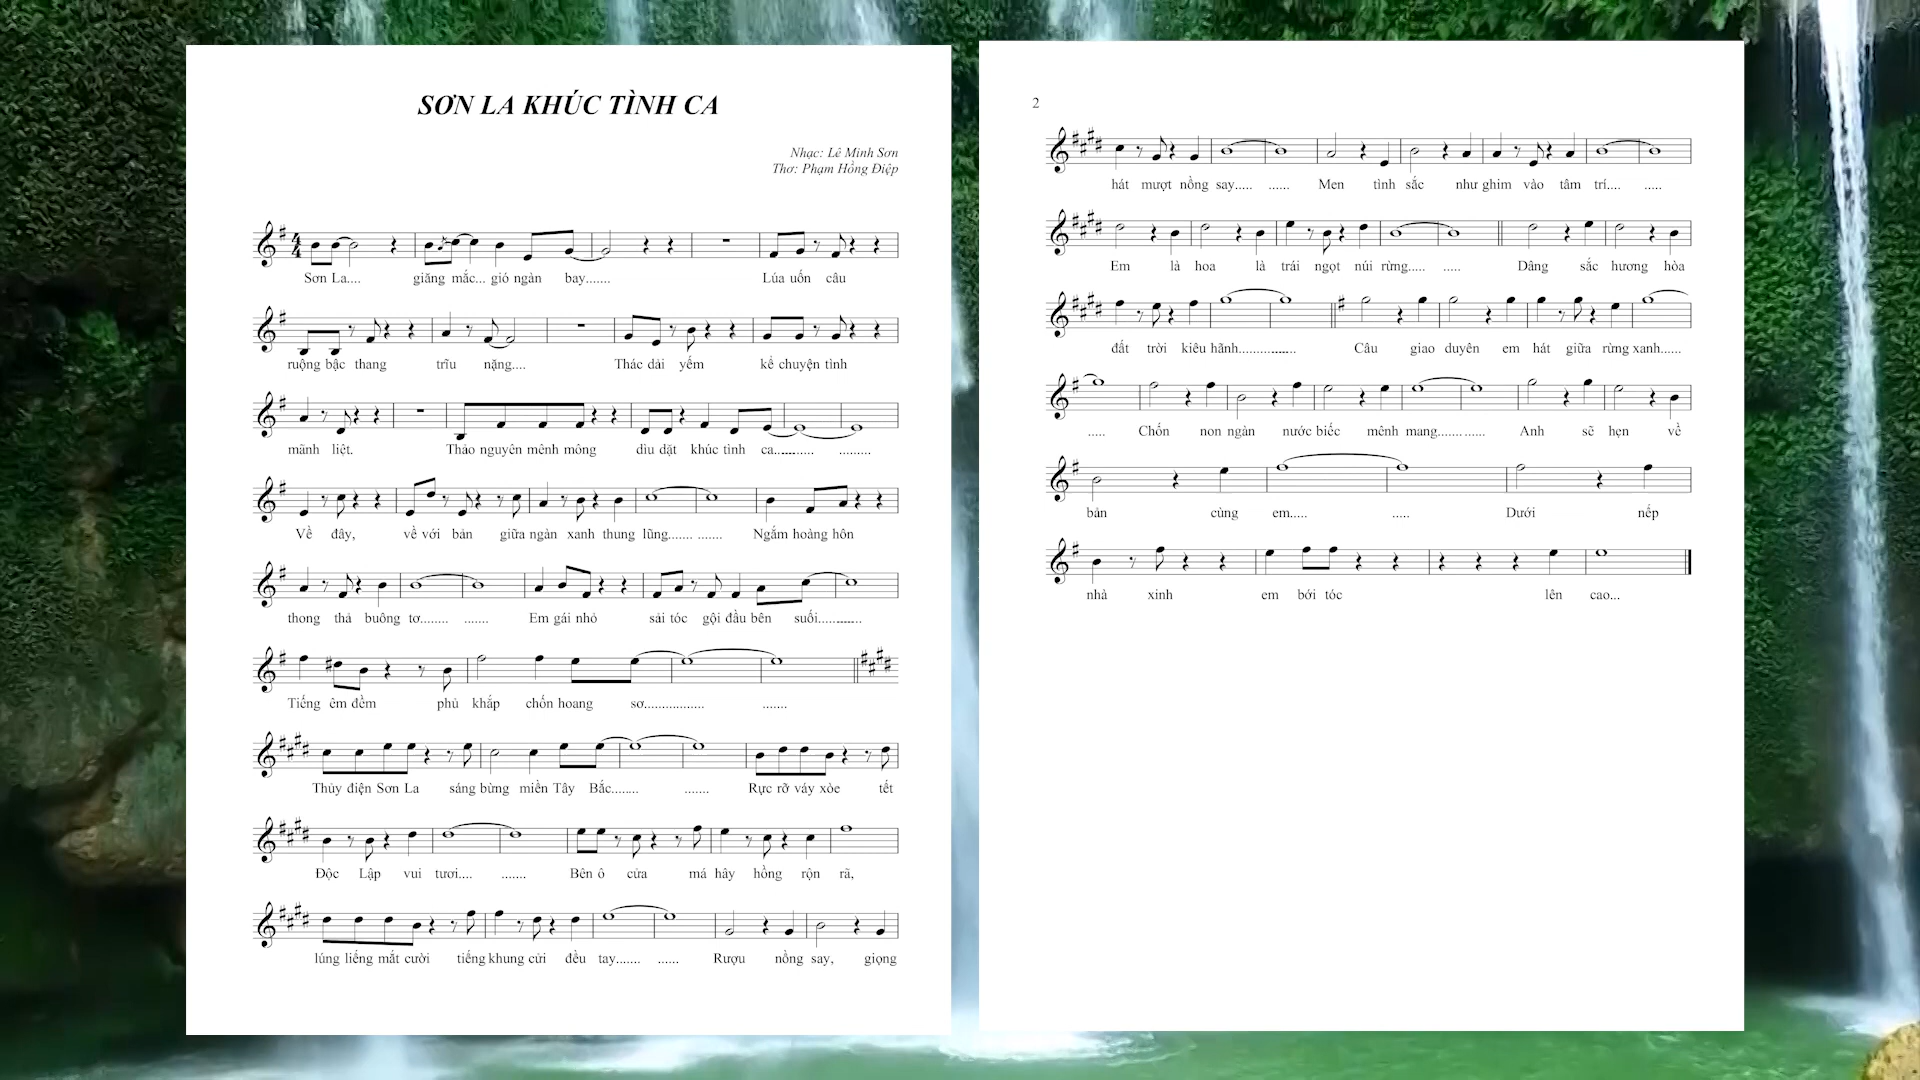 SƠN LA KHÚC TÌNH CA
Nhạc: Lê Minh Sơn
Thơ: Phạm Hồng Điệp
Sơn La.... giăng mắc... gió ngàn bay....... Lúa uốn câu
ruộng bậc thang trĩu nặng.... Thác dải yếm kể chuyện tình
mãnh liệt. Thảo nguyên mênh mông dìu dặt khúc tình ca........... .........
Về đây, về với bản giữa ngàn xanh thung lũng....... ....... Ngắm hoàng hôn
thong thả buông tơ........ ....... Em gái nhỏ sải tóc gội đầu bên suối............
Tiếng êm đềm phủ khắp chốn hoang sơ................. .......
Thủy điện Sơn La sáng bừng miền Tây Bắc........ ....... Rực rỡ váy xòe tết
Độc Lập vui tươi.... ....... Bên ô cửa má hây hồng rộn rã,
lúng liếng mắt cười tiếng khung cửi đều tay....... ...... Rượu nồng say, giọng
2
hát mượt nồng say..... ...... Men tình sắc như ghim vào tâm trí.... .....
Em là hoa là trái ngọt núi rừng..... ..... Dâng sắc hương hòa
đất trời kiêu hãnh................ Câu giao duyên em hát giữa rừng xanh......
..... Chốn non ngàn nước biếc mênh mang....... ...... Anh sẽ hẹn về
bản cùng em..... ..... Dưới nếp
nhà xinh em bới tóc lên cao...